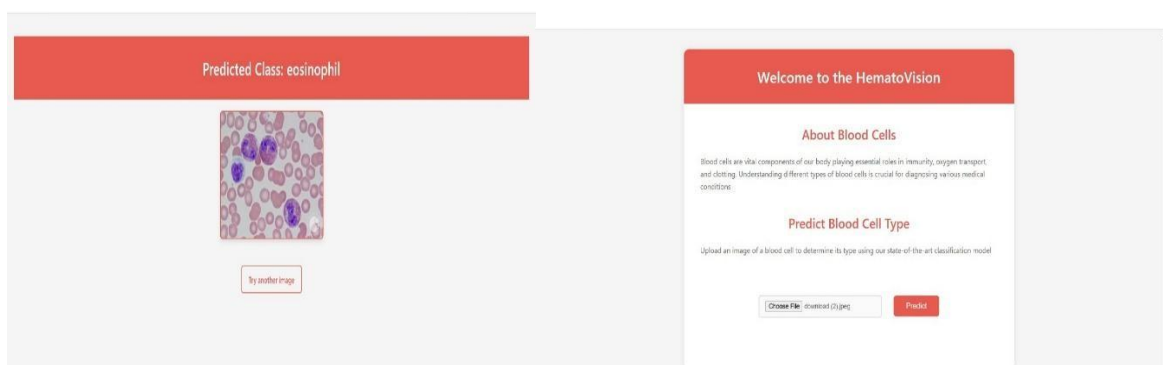 Predicted Class: eosinophil
Try another image
Welcome to the HematoVision
About Blood Cells
Blood cells are vital components of our body playing essential roles in immunity, oxygen transport,
and clotting. Understanding different types of blood cells is crucial for diagnosing various medical
conditions
Predict Blood Cell Type
Upload an image of a blood cell to determine its type using our state-of-the-art classification model
Choose File download (2).jpeg
Predict